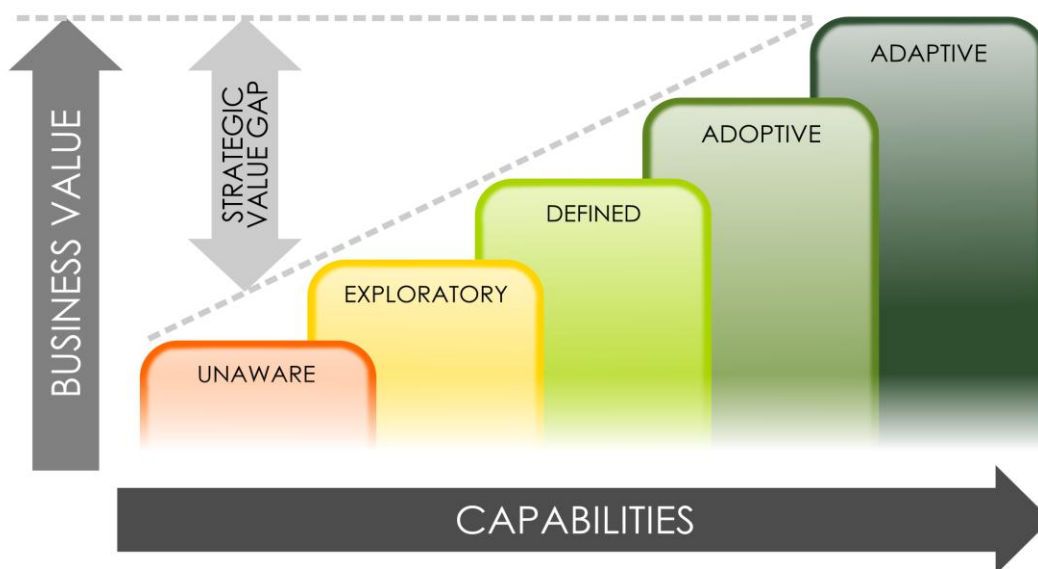 BUSINESS VALUE
STRATEGIC
VALUE GAP
ADAPTIVE
ADOPTIVE
DEFINED
EXPLORATORY
UNAWARE
CAPABILITIES